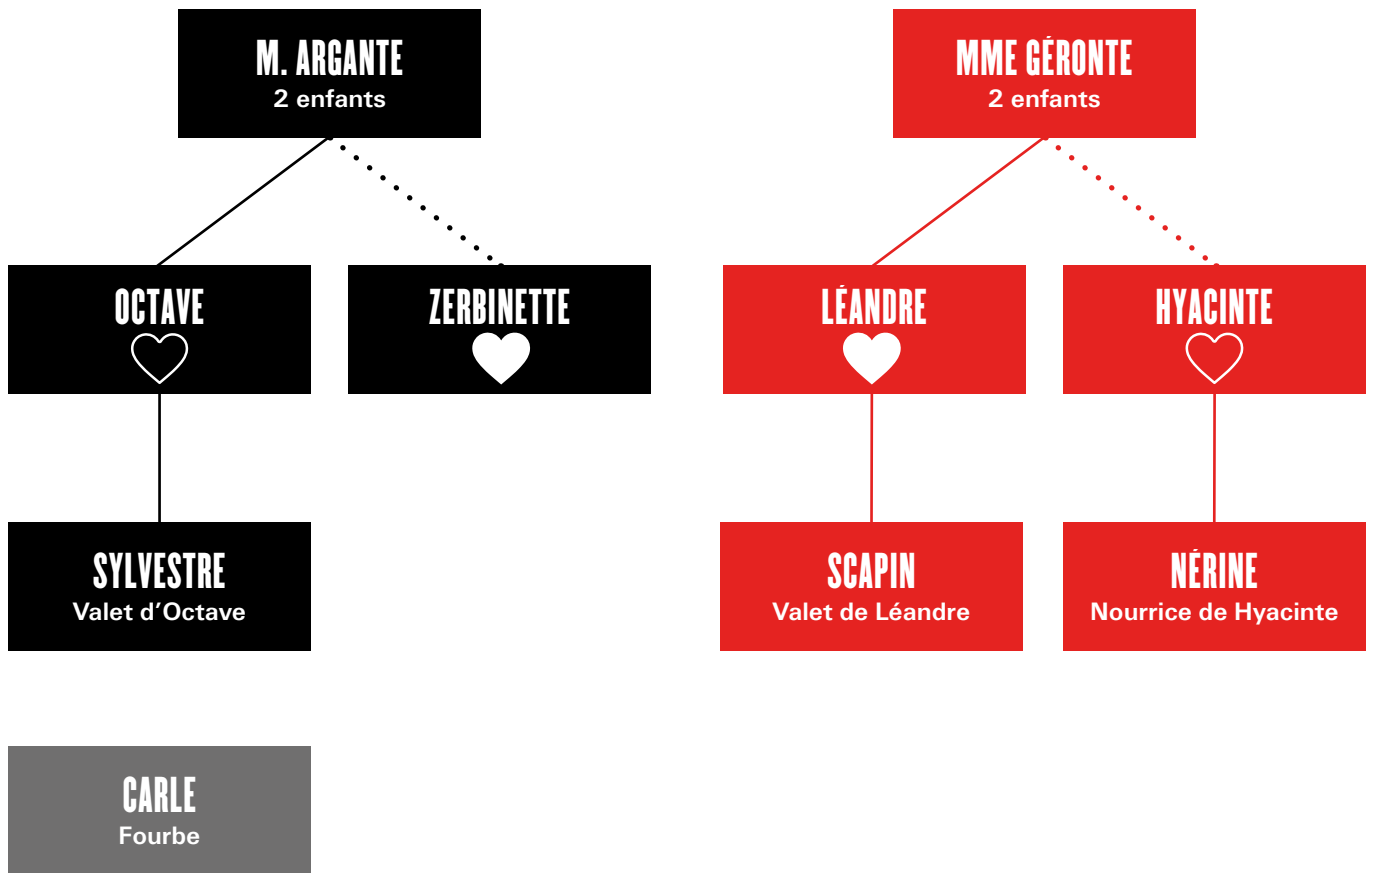 M. ARGANTE
2 enfants
MME GÉRONTE
2 enfants
OCTAVE
ZERBINETTE
LÉANDRE
HYACINTE
SYLVESTRE
Valet d’Octave
SCAPIN
Valet de Léandre
NÉRINE
Nourrice de Hyacinte
CARLE
Fourbe